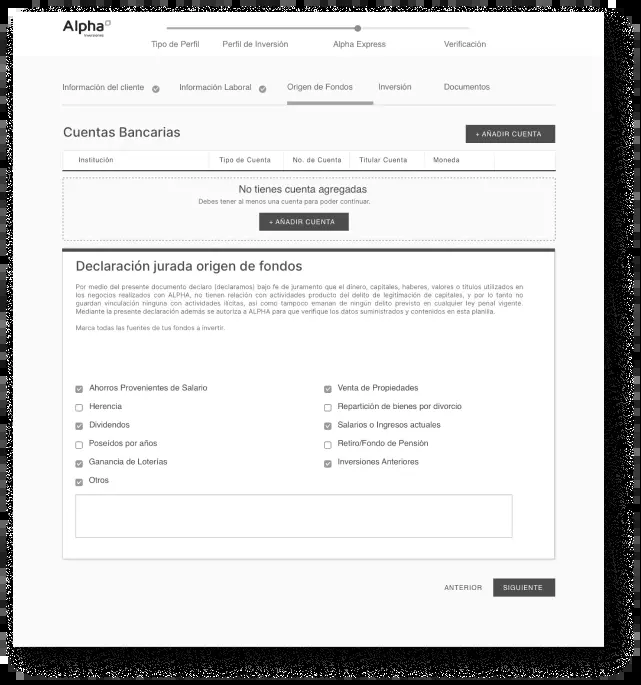 Alpha
Tipo de Perfil Perfil de Inversión Alpha Express Verificación
Información del cliente Información Laboral Origen de Fondos Inversión Documentos
Cuentas Bancarias + AÑADIR CUENTA
Institución Tipo de Cuenta No. de Cuenta Titular Cuenta Moneda
No tienes cuenta agregadas
Debes tener al menos una cuenta para poder continuar.
+ AÑADIR CUENTA
Declaración jurada origen de fondos
Por medio del presente documento declaro (declaramos) bajo fe de juramento que el dinero, capitales, haberes, valores o títulos utilizados en
los negocios realizados con ALPHA, no tienen relación con actividades producto del delito de legitimación de capitales, y por lo tanto no
guardan vinculación ninguna con actividades ilícitas, así como tampoco emanan de ningún delito previsto en cualquier ley penal vigente.
Mediante la presente declaración además se autoriza a ALPHA para que verifique los datos suministrados y contenidos en esta planilla.
Marca todas las fuentes de tus fondos a invertir.
Ahorros Provenientes de Salario Venta de Propiedades
Herencia Repartición de bienes por divorcio
Dividendos Salarios o Ingresos actuales
Poseídos por años Retiro/Fondo de Pensión
Ganancia de Loterías Inversiones Anteriores
Otros
ANTERIOR SIGUIENTE